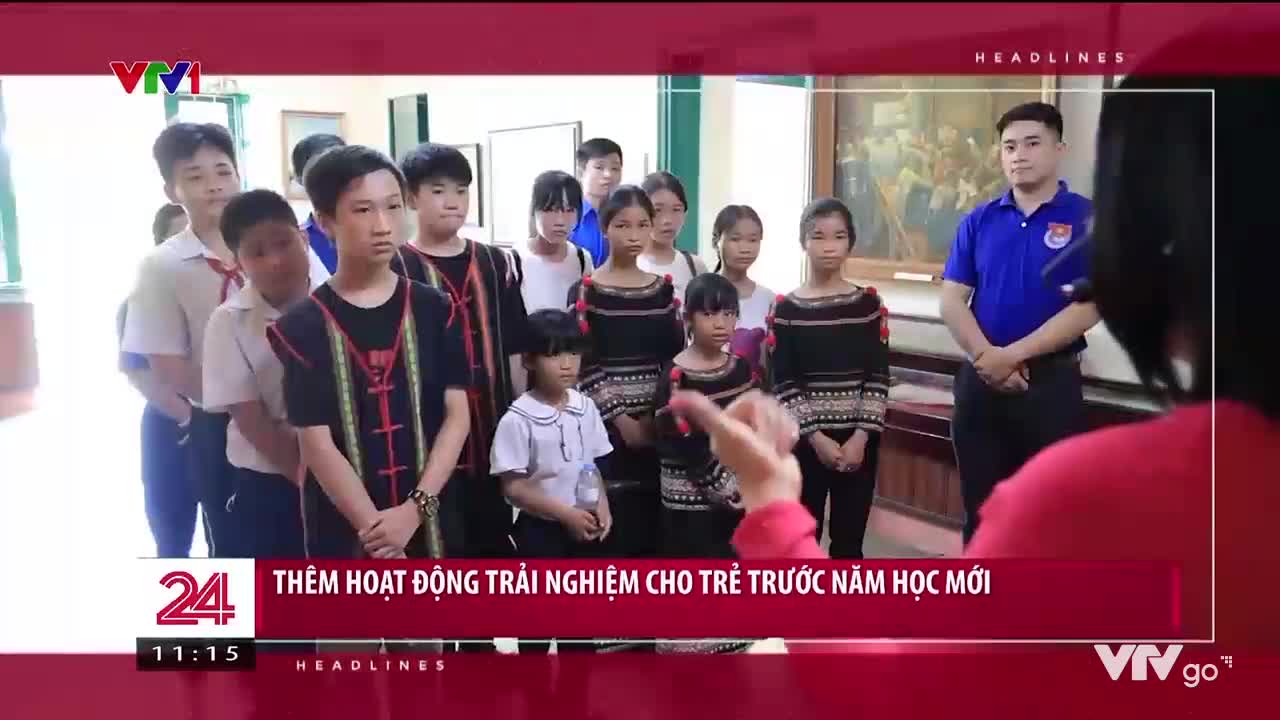 HEADLINES
VTV1
THÊM HOẠT ĐỘNG TRẢI NGHIỆM CHO TRẺ TRƯỚC NĂM HỌC MỚI
24
11:15
HEADLINES
VTV go